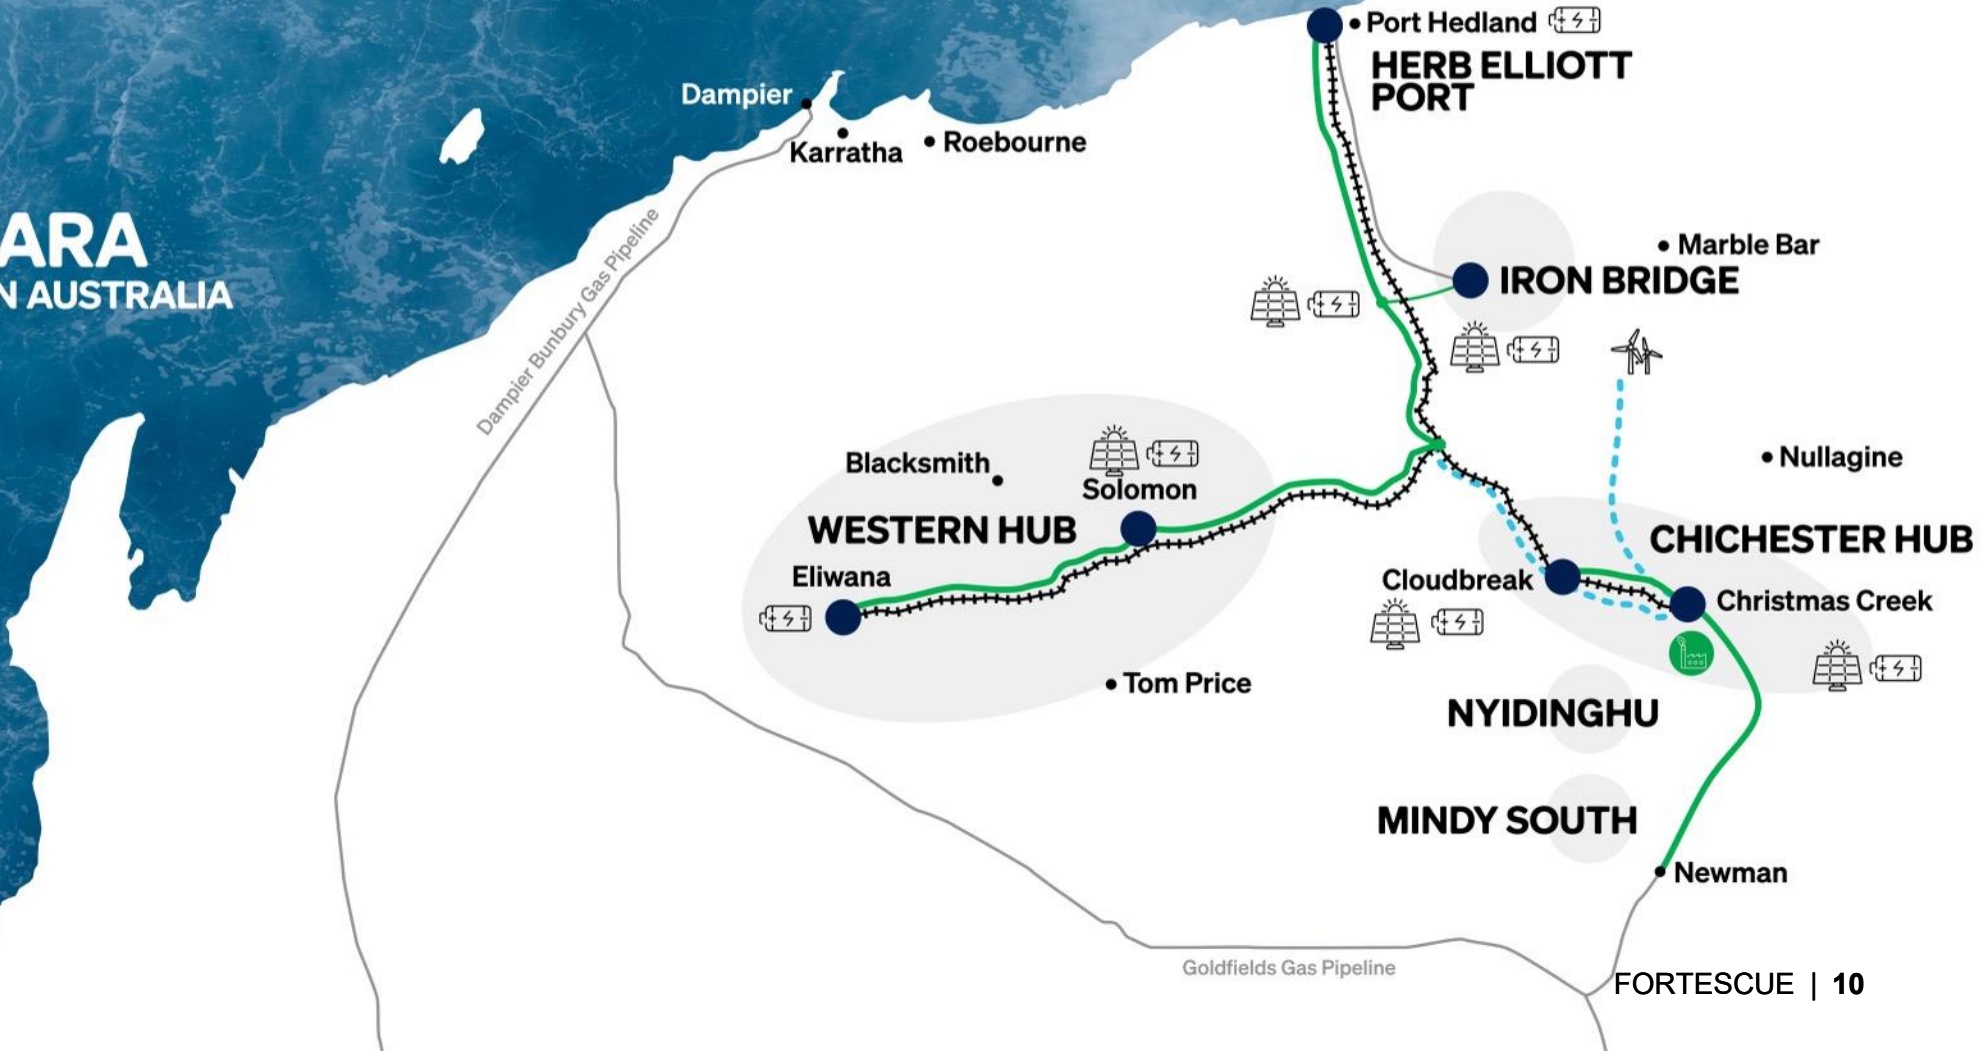 Port Hedland
HERB ELLIOTT
PORT
Dampier
Karratha
Roebourne
ARA
N AUSTRALIA
Dampier Bunbury Gas Pipeline
Marble Bar
IRON BRIDGE
Blacksmith
Solomon
Nullagine
WESTERN HUB
CHICHESTER HUB
Eliwana
Cloudbreak
Christmas Creek
Tom Price
NYIDINGHU
MINDY SOUTH
Newman
Goldfields Gas Pipeline
FORTESCUE | 10